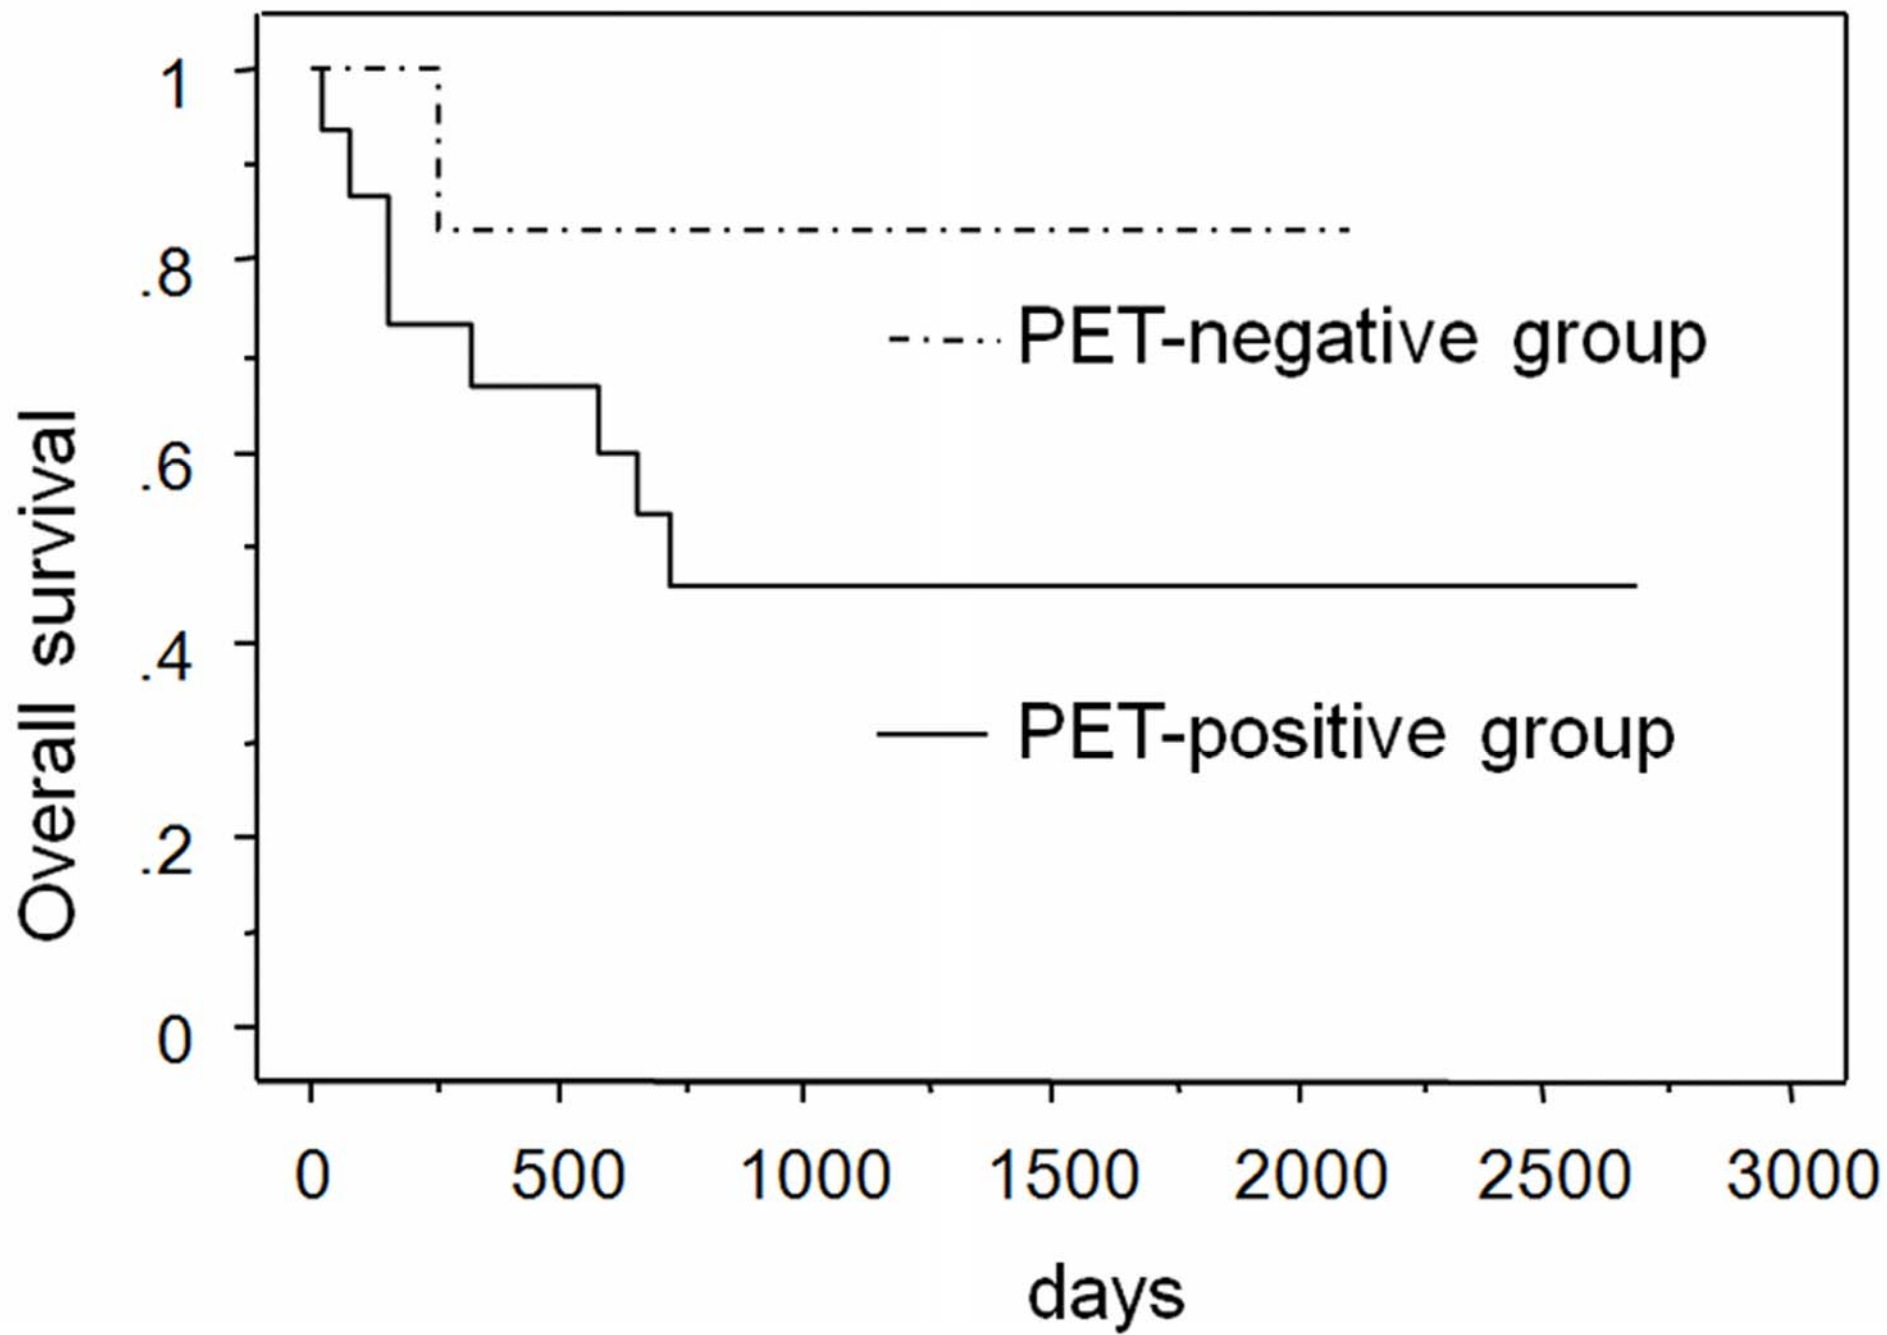 Overall survival
1
.8
.6
.4
.2
0
PET-negative group
PET-positive group
0 500 1000 1500 2000 2500 3000
days